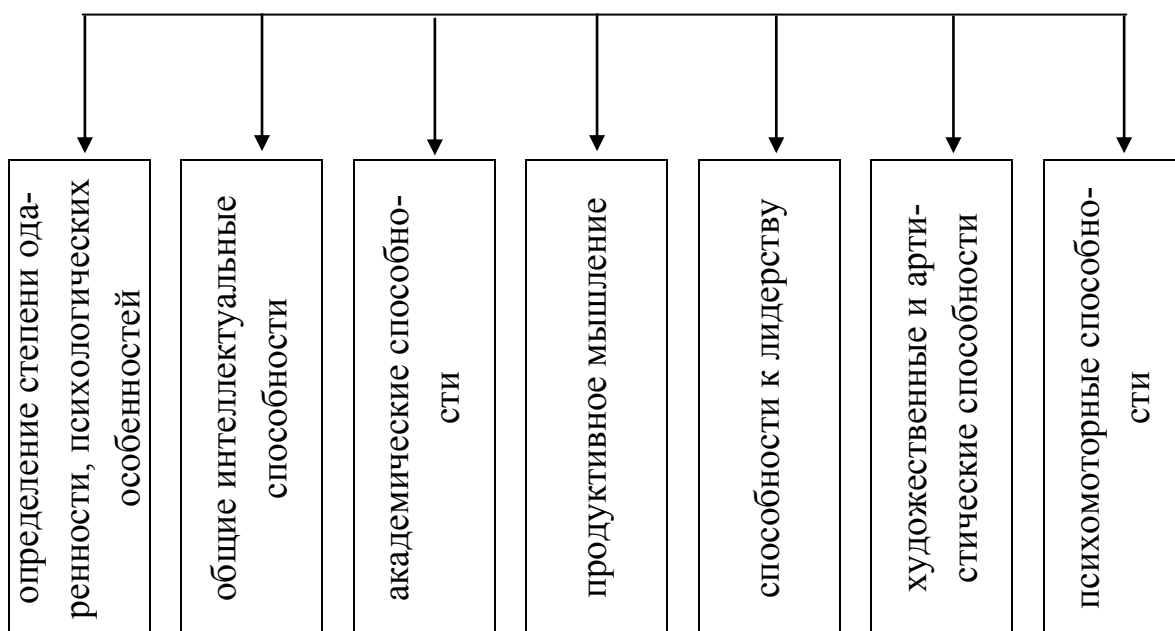 определение степени ода-
ренности, психологических
особенностей
общие интеллектуальные
способности
академические способно-
сти
продуктивное мышление
способности к лидерству
художественные и арти-
стические способности
психомоторные способно-
сти